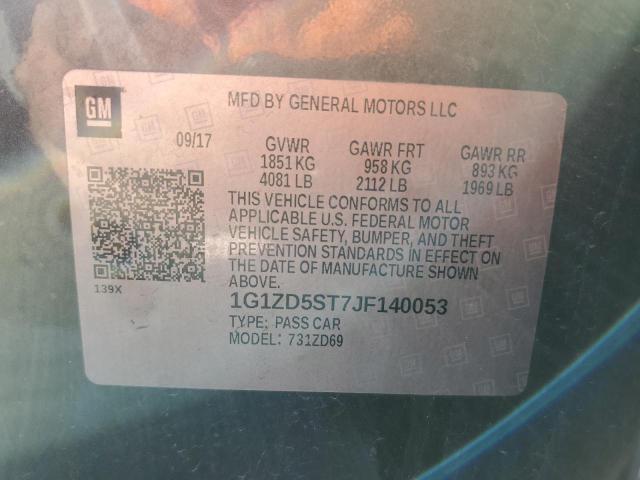 GM
MFD BY GENERAL MOTORS LLC
09/17 GVWR GAWR FRT GAWR RR
1851 KG 958 KG 893 KG
4081 LB 2112 LB 1969 LB
THIS VEHICLE CONFORMS TO ALL
APPLICABLE U.S. FEDERAL MOTOR
VEHICLE SAFETY, BUMPER, AND THEFT
PREVENTION STANDARDS IN EFFECT ON
THE DATE OF MANUFACTURE SHOWN
ABOVE.
139X
1G1ZD5ST7JF140053
TYPE: PASS CAR
MODEL: 731ZD69